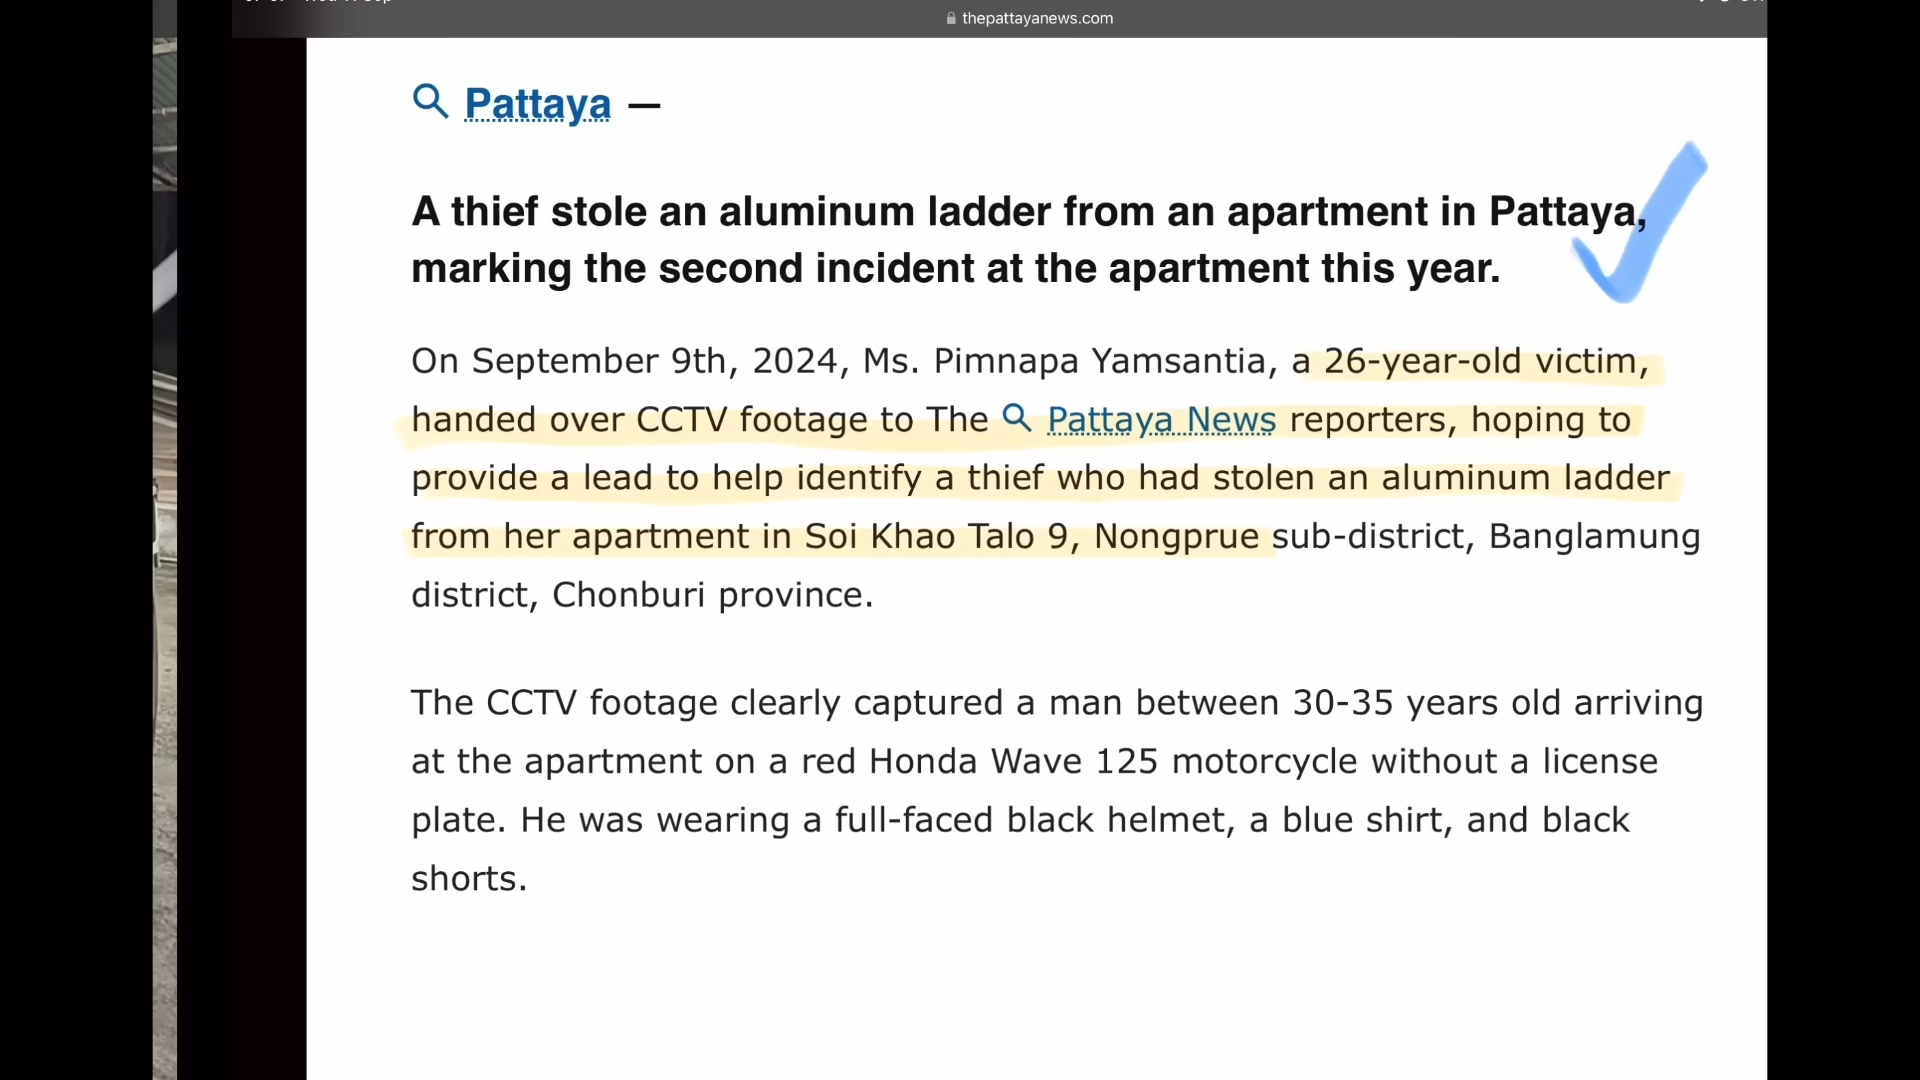 thepattayanews.com
Pattaya —
A thief stole an aluminum ladder from an apartment in Pattaya,
marking the second incident at the apartment this year.
On September 9th, 2024, Ms. Pimnapa Yamsantia, a 26-year-old victim,
handed over CCTV footage to The Pattaya News reporters, hoping to
provide a lead to help identify a thief who had stolen an aluminum ladder
from her apartment in Soi Khao Talo 9, Nongprue sub-district, Banglamung
district, Chonburi province.
The CCTV footage clearly captured a man between 30-35 years old arriving
at the apartment on a red Honda Wave 125 motorcycle without a license
plate. He was wearing a full-faced black helmet, a blue shirt, and black
shorts.